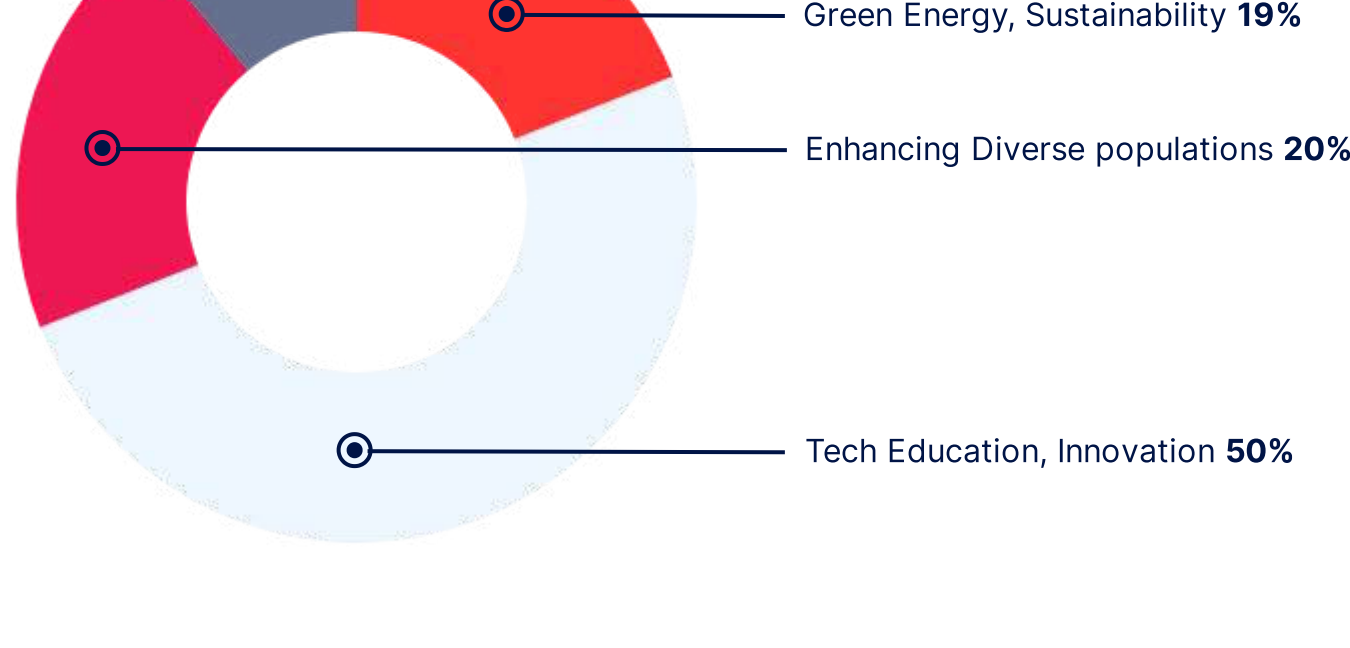 Green Energy, Sustainability 19%
Enhancing Diverse populations 20%
Tech Education, Innovation 50%